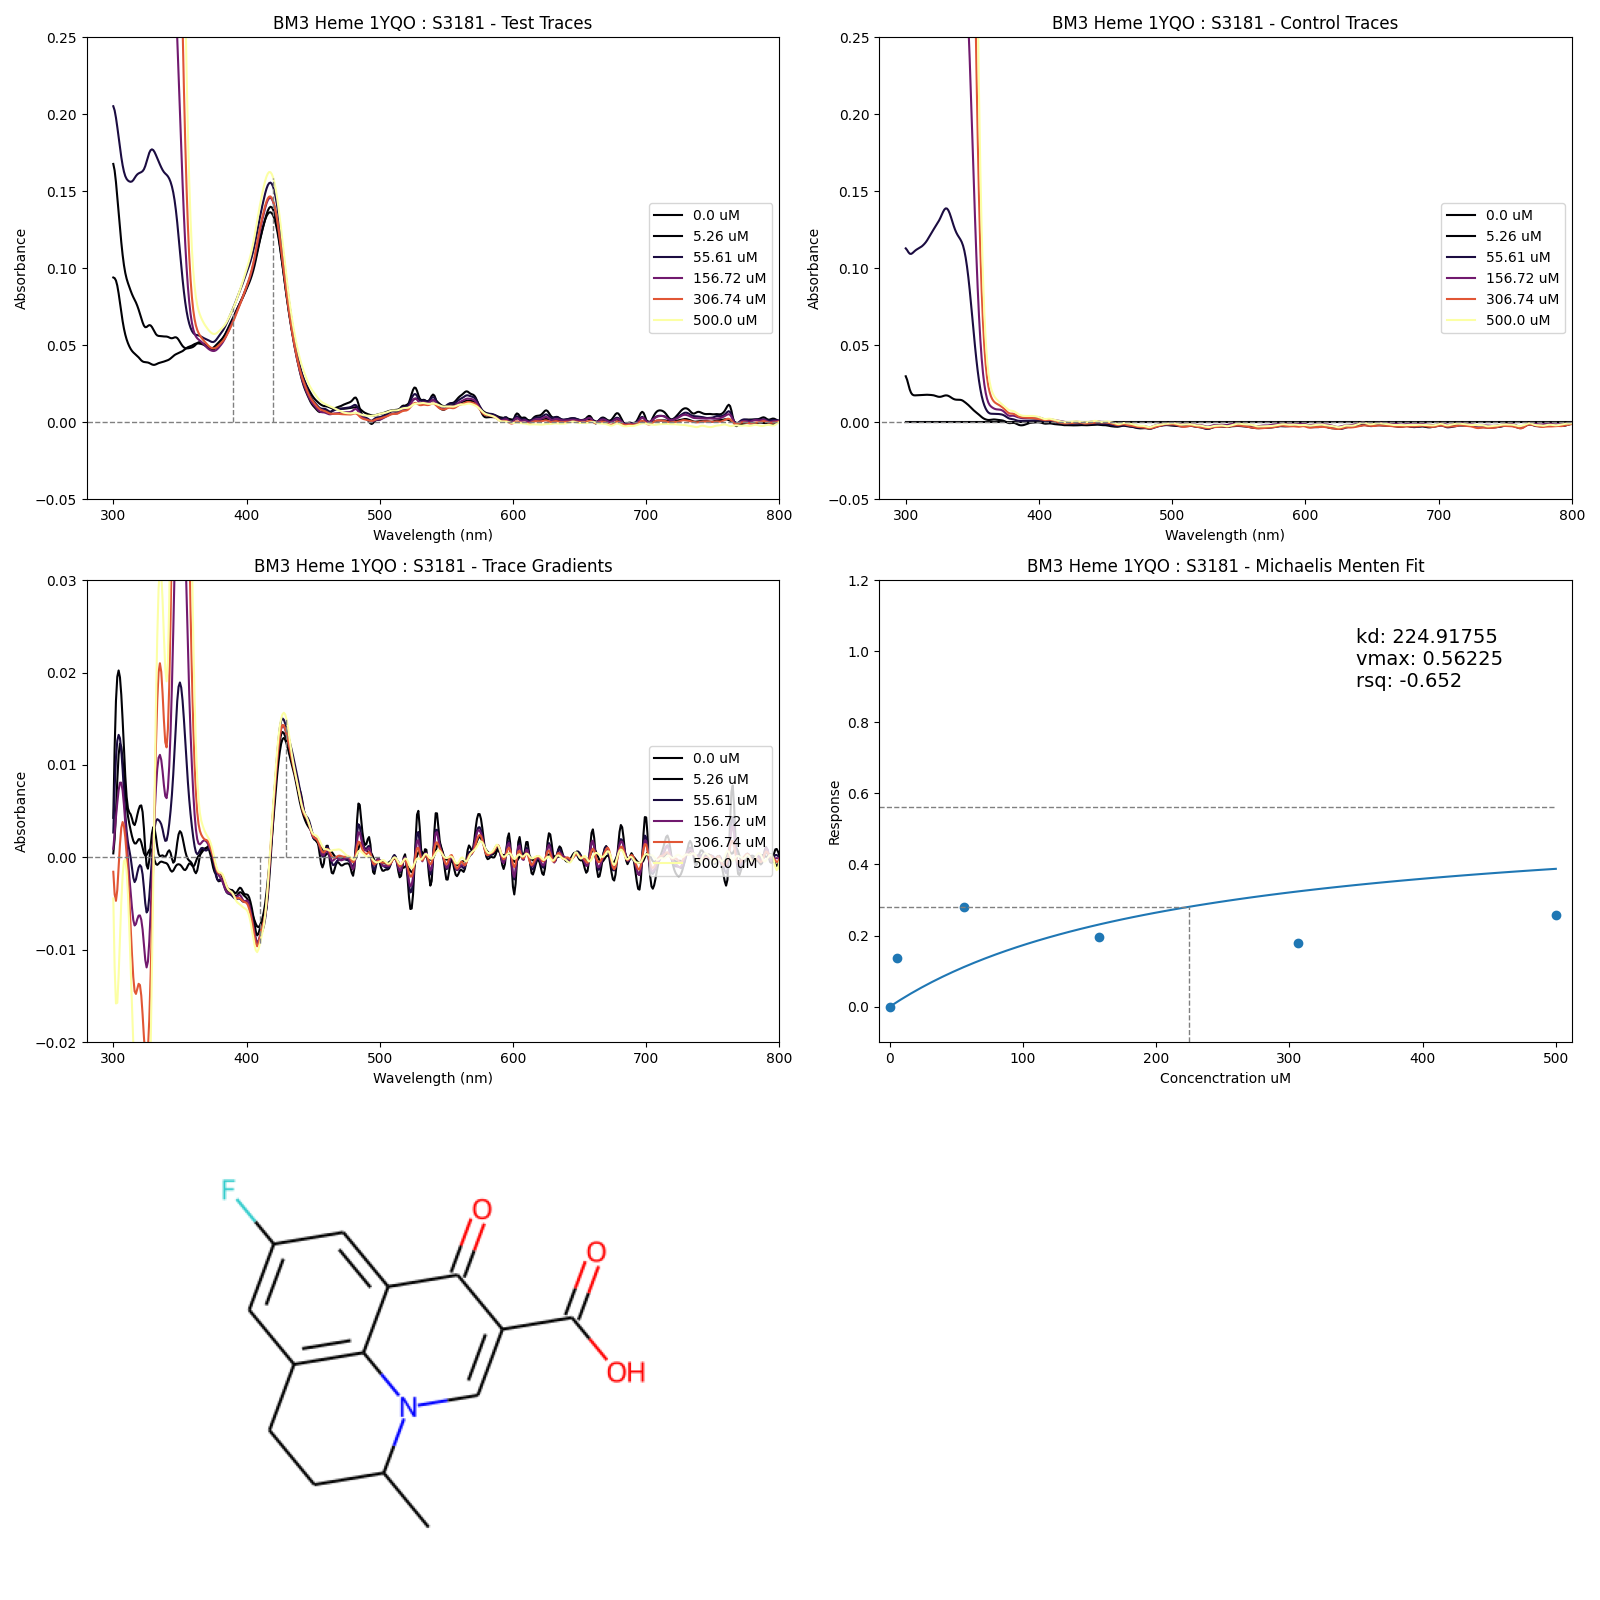 BM3 Heme 1YQO : S3181 - Test Traces
Absorbance
0.25
0.20
0.15
0.10
0.05
0.00
−0.05
300 400 500 600 700 800
Wavelength (nm)
0.0 uM
5.26 uM
55.61 uM
156.72 uM
306.74 uM
500.0 uM
BM3 Heme 1YQO : S3181 - Control Traces
Absorbance
0.25
0.20
0.15
0.10
0.05
0.00
−0.05
300 400 500 600 700 800
Wavelength (nm)
0.0 uM
5.26 uM
55.61 uM
156.72 uM
306.74 uM
500.0 uM
BM3 Heme 1YQO : S3181 - Trace Gradients
Absorbance
0.03
0.02
0.01
0.00
−0.01
−0.02
300 400 500 600 700 800
Wavelength (nm)
0.0 uM
5.26 uM
55.61 uM
156.72 uM
306.74 uM
500.0 uM
BM3 Heme 1YQO : S3181 - Michaelis Menten Fit
Response
1.2
1.0
0.8
0.6
0.4
0.2
0.0
0 100 200 300 400 500
Concenctration uM
kd: 224.91755
vmax: 0.56225
rsq: -0.652
F
O
O
OH
N